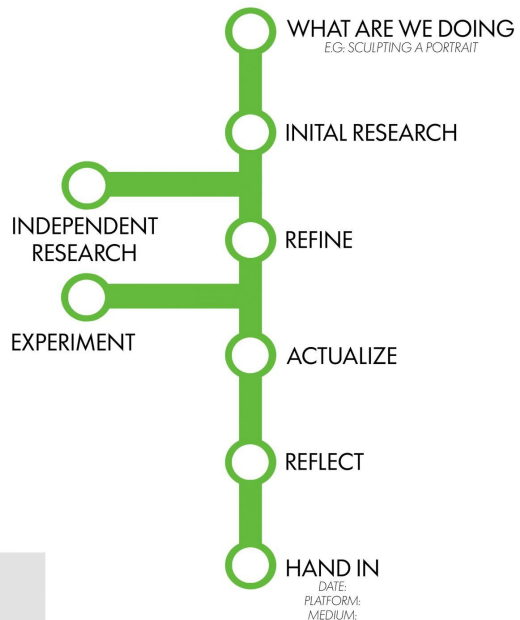 WHAT ARE WE DOING
E.G: SCULPTING A PORTRAIT
INITAL RESEARCH
INDEPENDENT
RESEARCH
REFINE
EXPERIMENT
ACTUALIZE
REFLECT
HAND IN
DATE:
PLATFORM:
MEDIUM: